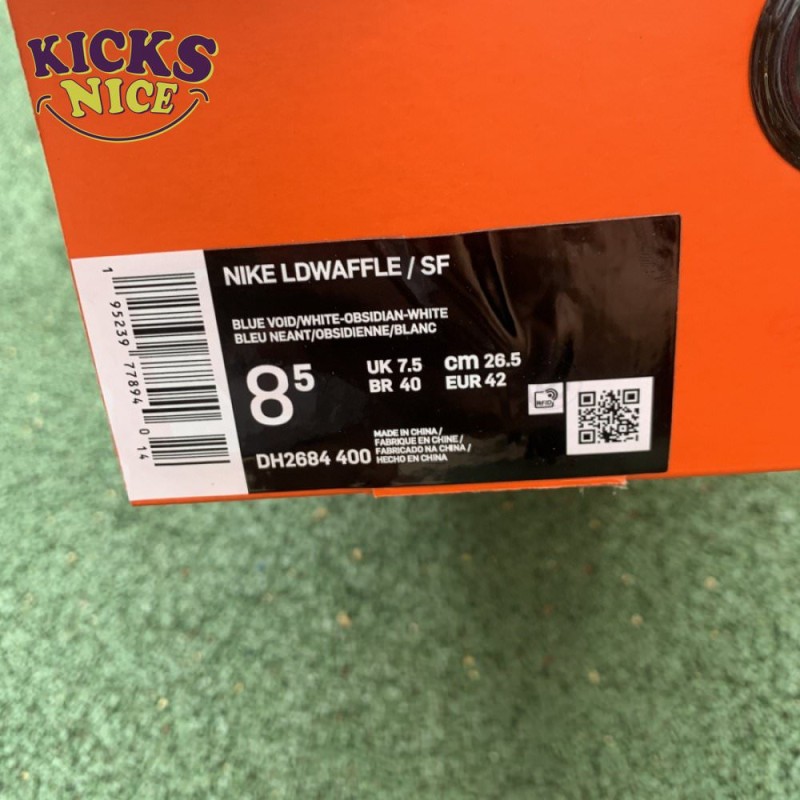 KICKS
NICE
NIKE LDWAFFLE / SF
BLUE VOID/WHITE-OBSIDIAN-WHITE
BLEU NEANT/OBSIDIENNE/BLANC
8⁵
UK 7.5 cm 26.5
BR 40 EUR 42
RFID
DH2684 400
MADE IN CHINA /
FABRIQUE EN CHINE /
FABRICADO NA CHINA /
HECHO EN CHINA
1 95239 77894 0 14